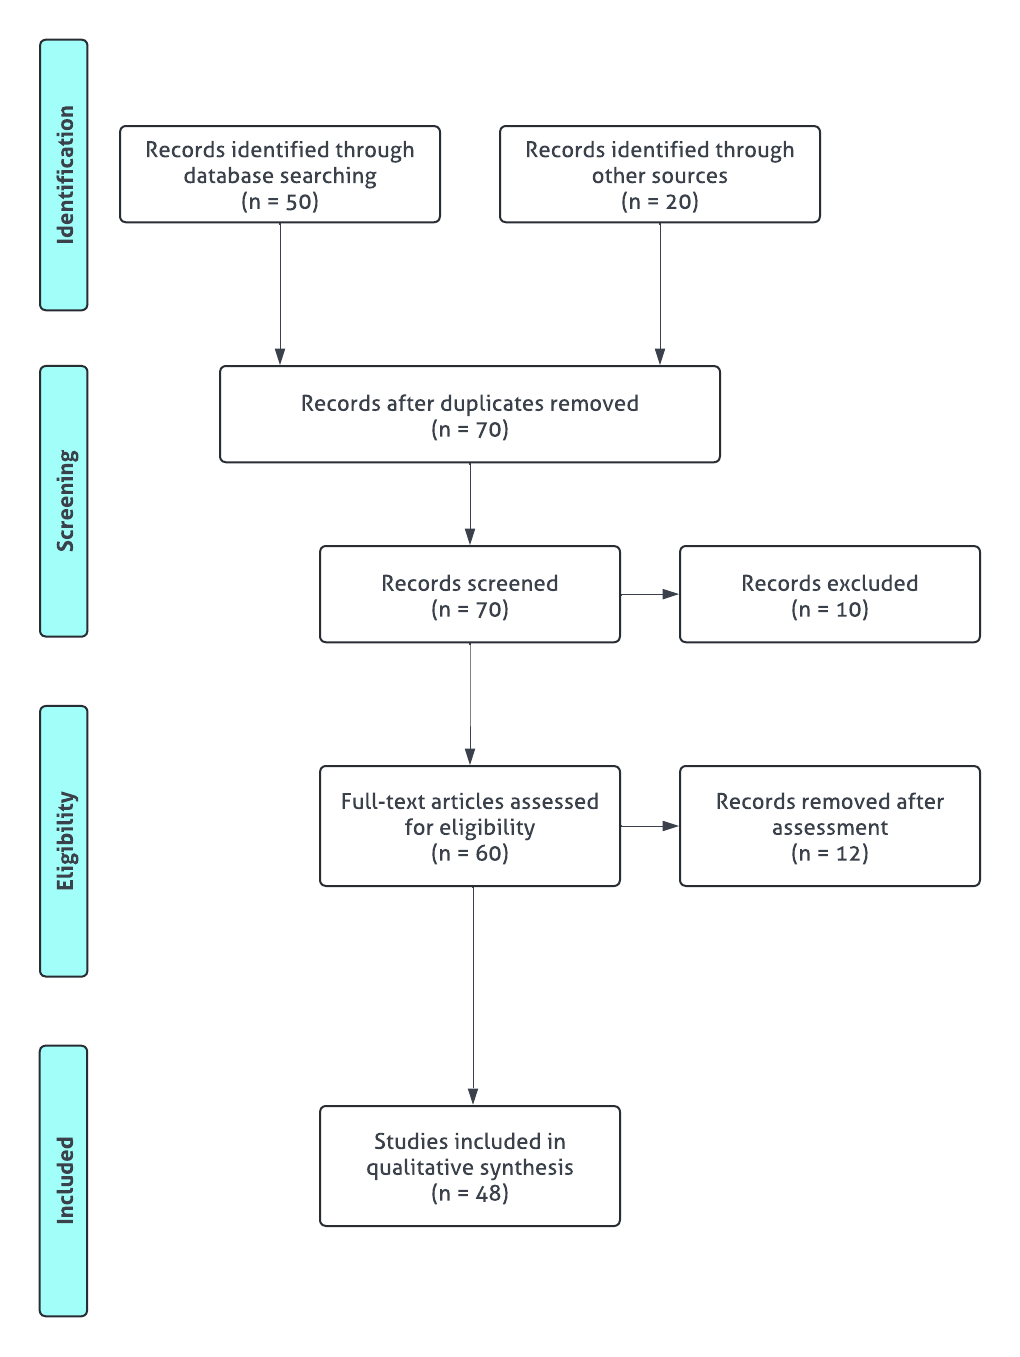 Identification
Records identified through
database searching
(n = 50)
Records identified through
other sources
(n = 20)
Screening
Records after duplicates removed
(n = 70)
Records screened
(n = 70)
Records excluded
(n = 10)
Eligibility
Full-text articles assessed
for eligibility
(n = 60)
Records removed after
assessment
(n = 12)
Included
Studies included in
qualitative synthesis
(n = 48)